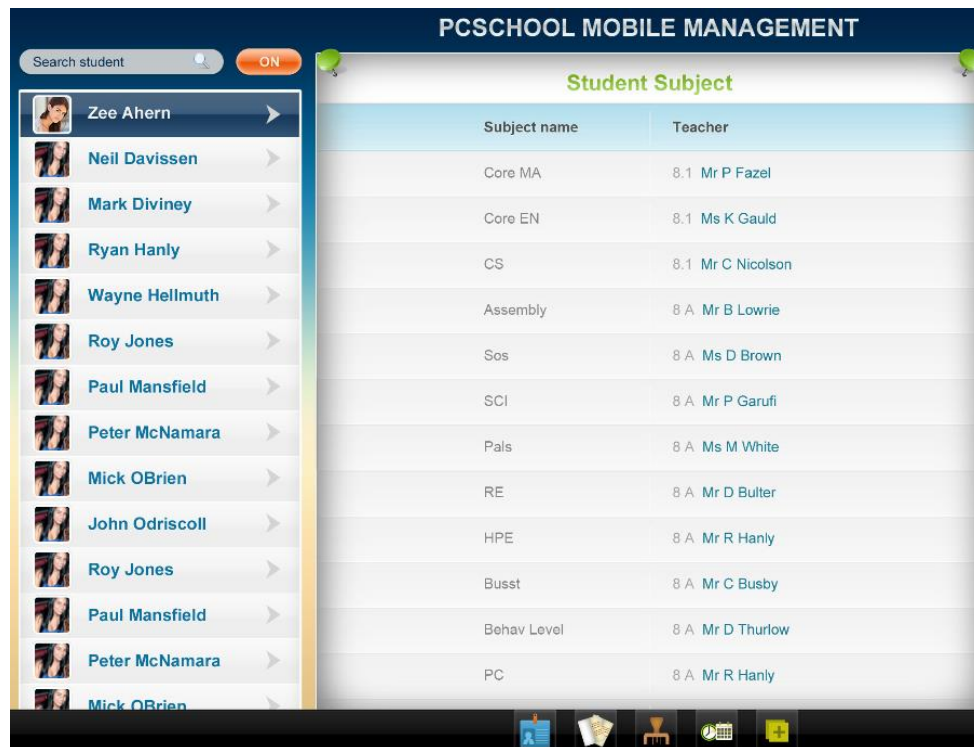 PCSCHOOL MOBILE MANAGEMENT
Search student
ON
Zee Ahern
Neil Davissen
Mark Diviney
Ryan Hanly
Wayne Hellmuth
Roy Jones
Paul Mansfield
Peter McNamara
Mick OBrien
John Odriscoll
Roy Jones
Paul Mansfield
Peter McNamara
Mick OBrien
Student Subject
Subject name Teacher
Core MA 8.1 Mr P Fazel
Core EN 8.1 Ms K Gauld
CS 8.1 Mr C Nicolson
Assembly 8 A Mr B Lowrie
Sos 8 A Ms D Brown
SCI 8 A Mr P Garufi
Pals 8 A Ms M White
RE 8 A Mr D Bulter
HPE 8 A Mr R Hanly
Busst 8 A Mr C Busby
Behav Level 8 A Mr D Thurlow
PC 8 A Mr R Hanly